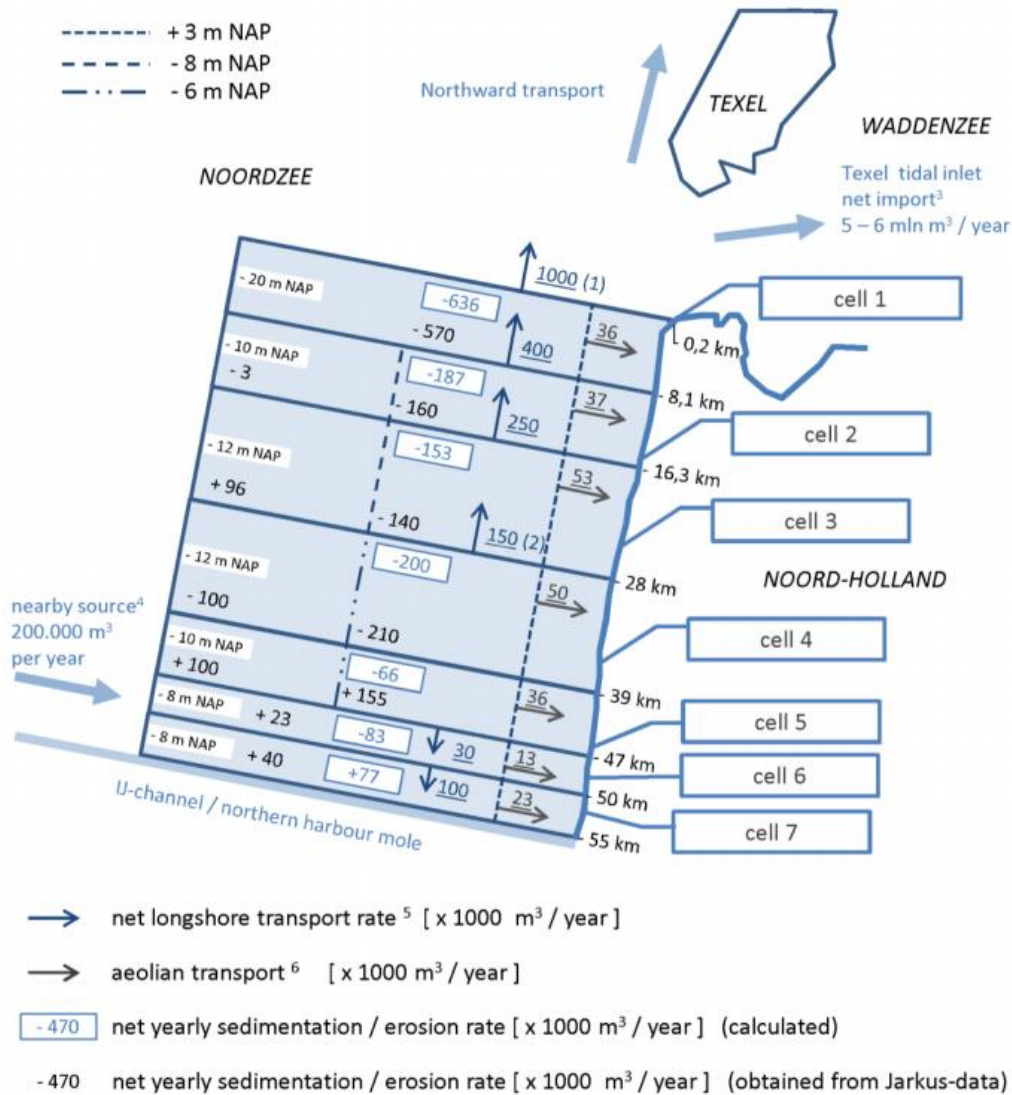 + 3 m NAP
- 8 m NAP
- 6 m NAP
Northward transport
TEXEL
WADDENZEE
NOORDZEE
Texel tidal inlet
net import³
5 – 6 mln m³ / year
1000 (1)
- 20 m NAP
-636
cell 1
- 570
36
0,2 km
400
- 10 m NAP
- 3
-187
8,1 km
37
- 160
250
cell 2
-153
16,3 km
- 12 m NAP
53
+ 96
- 140
150 (2)
cell 3
-200
28 km
NOORD-HOLLAND
- 12 m NAP
50
- 100
nearby source⁴
200.000 m³
per year
- 210
cell 4
- 10 m NAP
+ 100
-66
+ 155
36
39 km
- 8 m NAP
+ 23
-83
30
cell 5
13
47 km
- 8 m NAP
+ 40
+77
100
cell 6
23
50 km
cell 7
55 km
IJ-channel / northern harbour mole
net longshore transport rate ⁵ [ x 1000 m³ / year ]
aeolian transport ⁶ [ x 1000 m³ / year ]
- 470 net yearly sedimentation / erosion rate [ x 1000 m³ / year ] (calculated)
- 470 net yearly sedimentation / erosion rate [ x 1000 m³ / year ] (obtained from Jarkus-data)